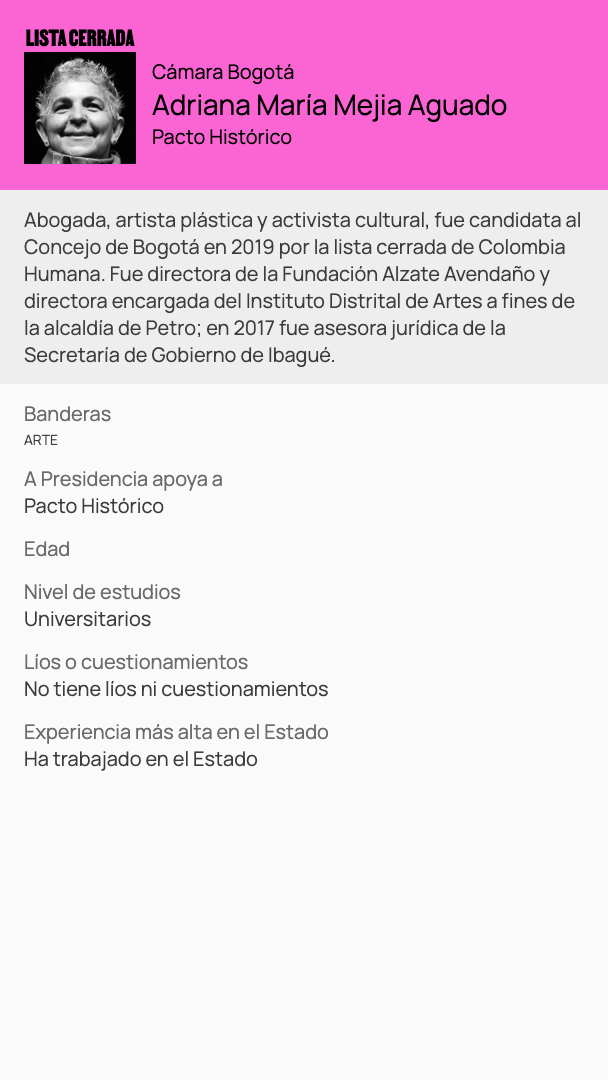 LISTA CERRADA
Cámara Bogotá
Adriana María Mejia Aguado
Pacto Histórico
Abogada, artista plástica y activista cultural, fue candidata al
Concejo de Bogotá en 2019 por la lista cerrada de Colombia
Humana. Fue directora de la Fundación Alzate Avendaño y
directora encargada del Instituto Distrital de Artes a fines de
la alcaldía de Petro; en 2017 fue asesora jurídica de la
Secretaría de Gobierno de Ibagué.
Banderas
ARTE
A Presidencia apoya a
Pacto Histórico
Edad
Nivel de estudios
Universitarios
Líos o cuestionamientos
No tiene líos ni cuestionamientos
Experiencia más alta en el Estado
Ha trabajado en el Estado